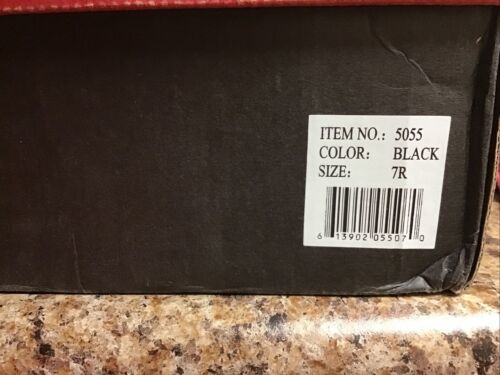 ITEM NO.: 5055
COLOR: BLACK
SIZE: 7R
6 13902 05507 0